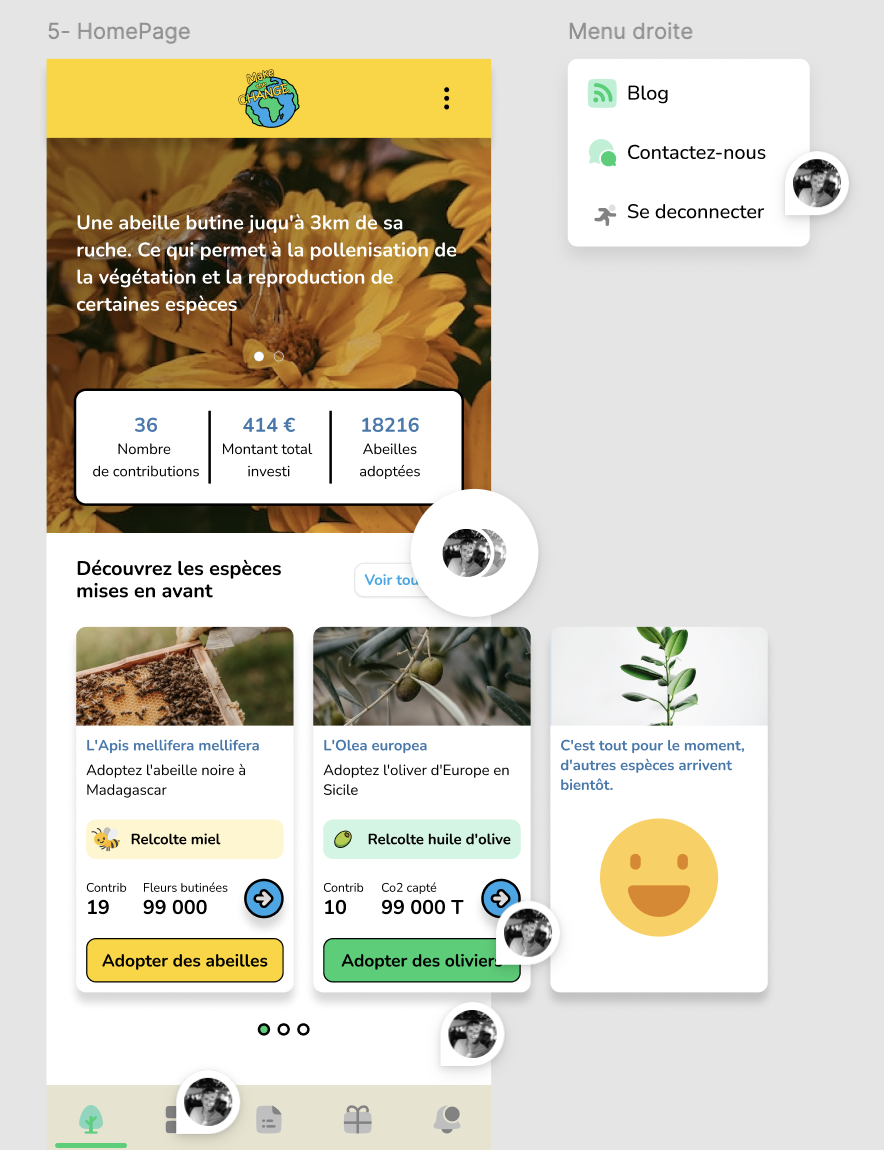 5- HomePage
Menu droite
Make
CHANGE
Blog
Contactez-nous
Se deconnecter
Une abeille butine juqu'à 3km de sa
ruche. Ce qui permet à la pollenisation de
la végétation et la reproduction de
certaines espèces
36
Nombre
de contributions
414 €
Montant total
investi
18216
Abeilles
adoptées
Découvrez les espèces
mises en avant
Voir tou
L'Apis mellifera mellifera
Adoptez l'abeille noire à
Madagascar
Relcolte miel
Contrib
19
Fleurs butinées
99 000
Adopter des abeilles
L'Olea europea
Adoptez l'oliver d'Europe en
Sicile
Relcolte huile d'olive
Contrib
10
Co2 capté
99 000 T
Adopter des oliviers
C'est tout pour le moment,
d'autres espèces arrivent
bientôt.